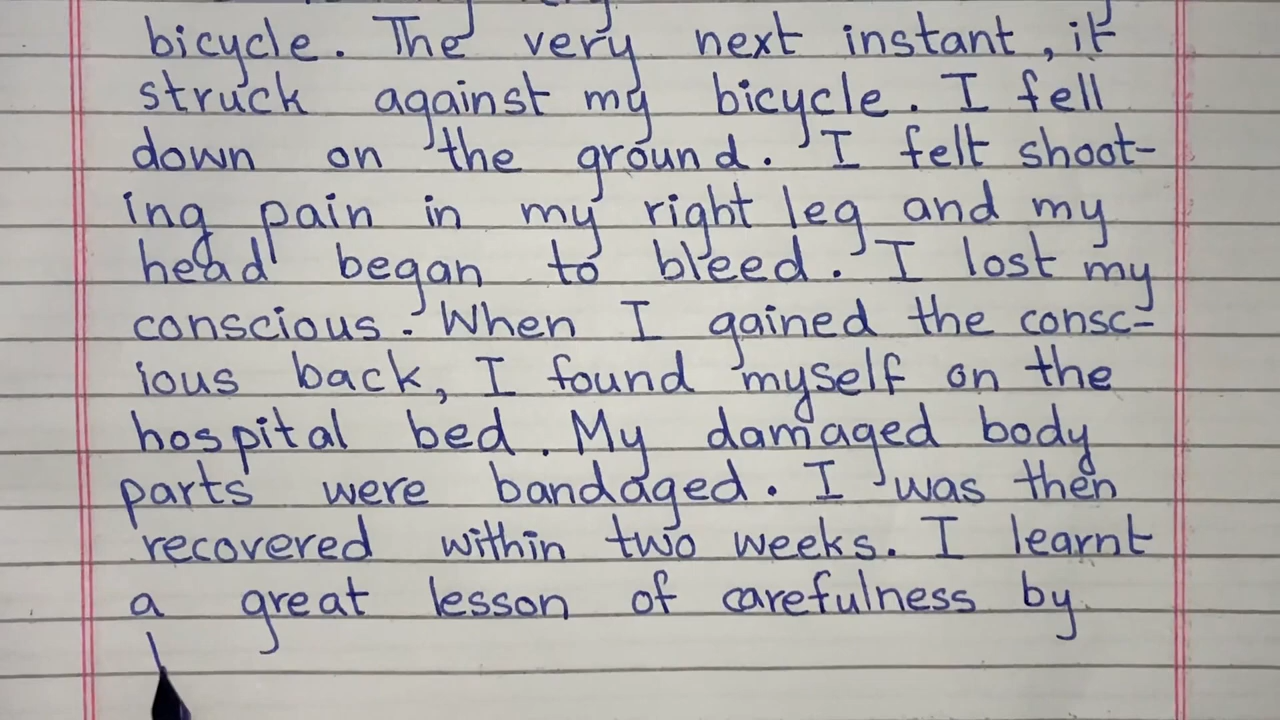 bicycle. The very next instant, it
struck against my bicycle. I fell
down on the ground. I felt shoot-
ing pain in my right leg and my
head began to bleed. I lost my
conscious. When I gained the consc-
ious back, I found myself on the
hospital bed. My damaged body
parts were bandaged. I was then
recovered within two weeks. I learnt
a great lesson of carefulness by